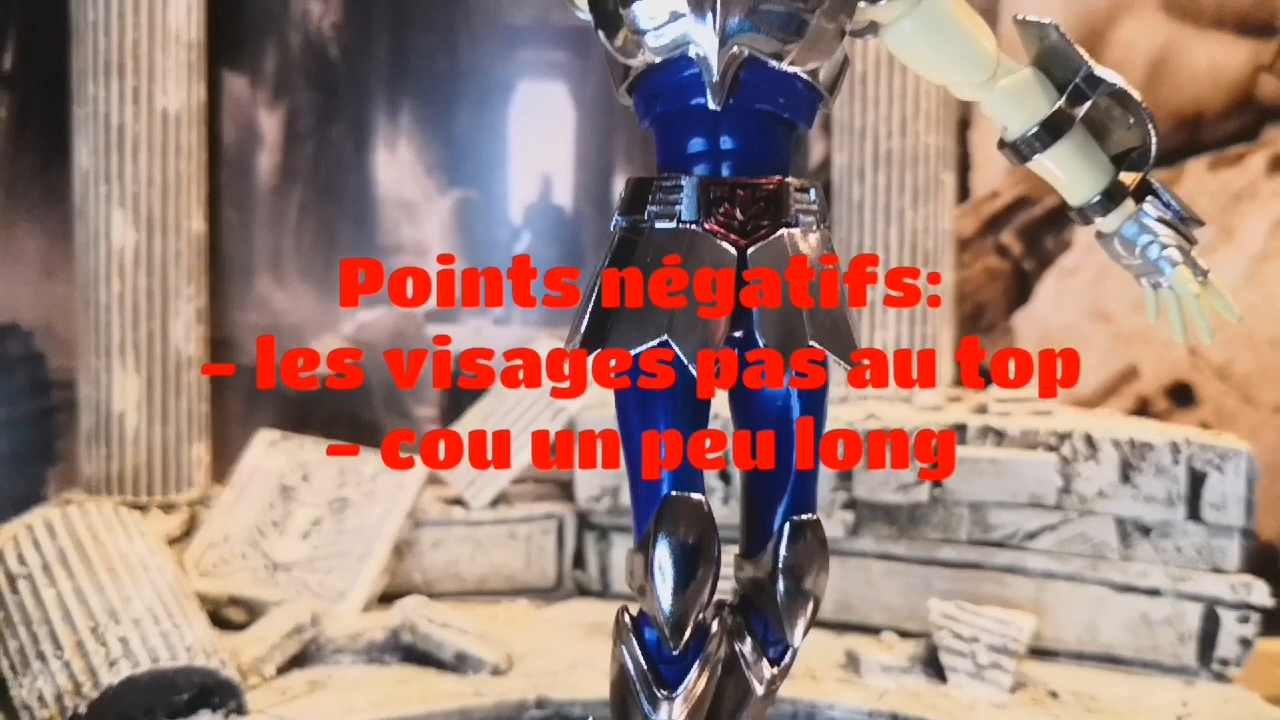 Points négatifs:
- les visages pas au top
- cou un peu long